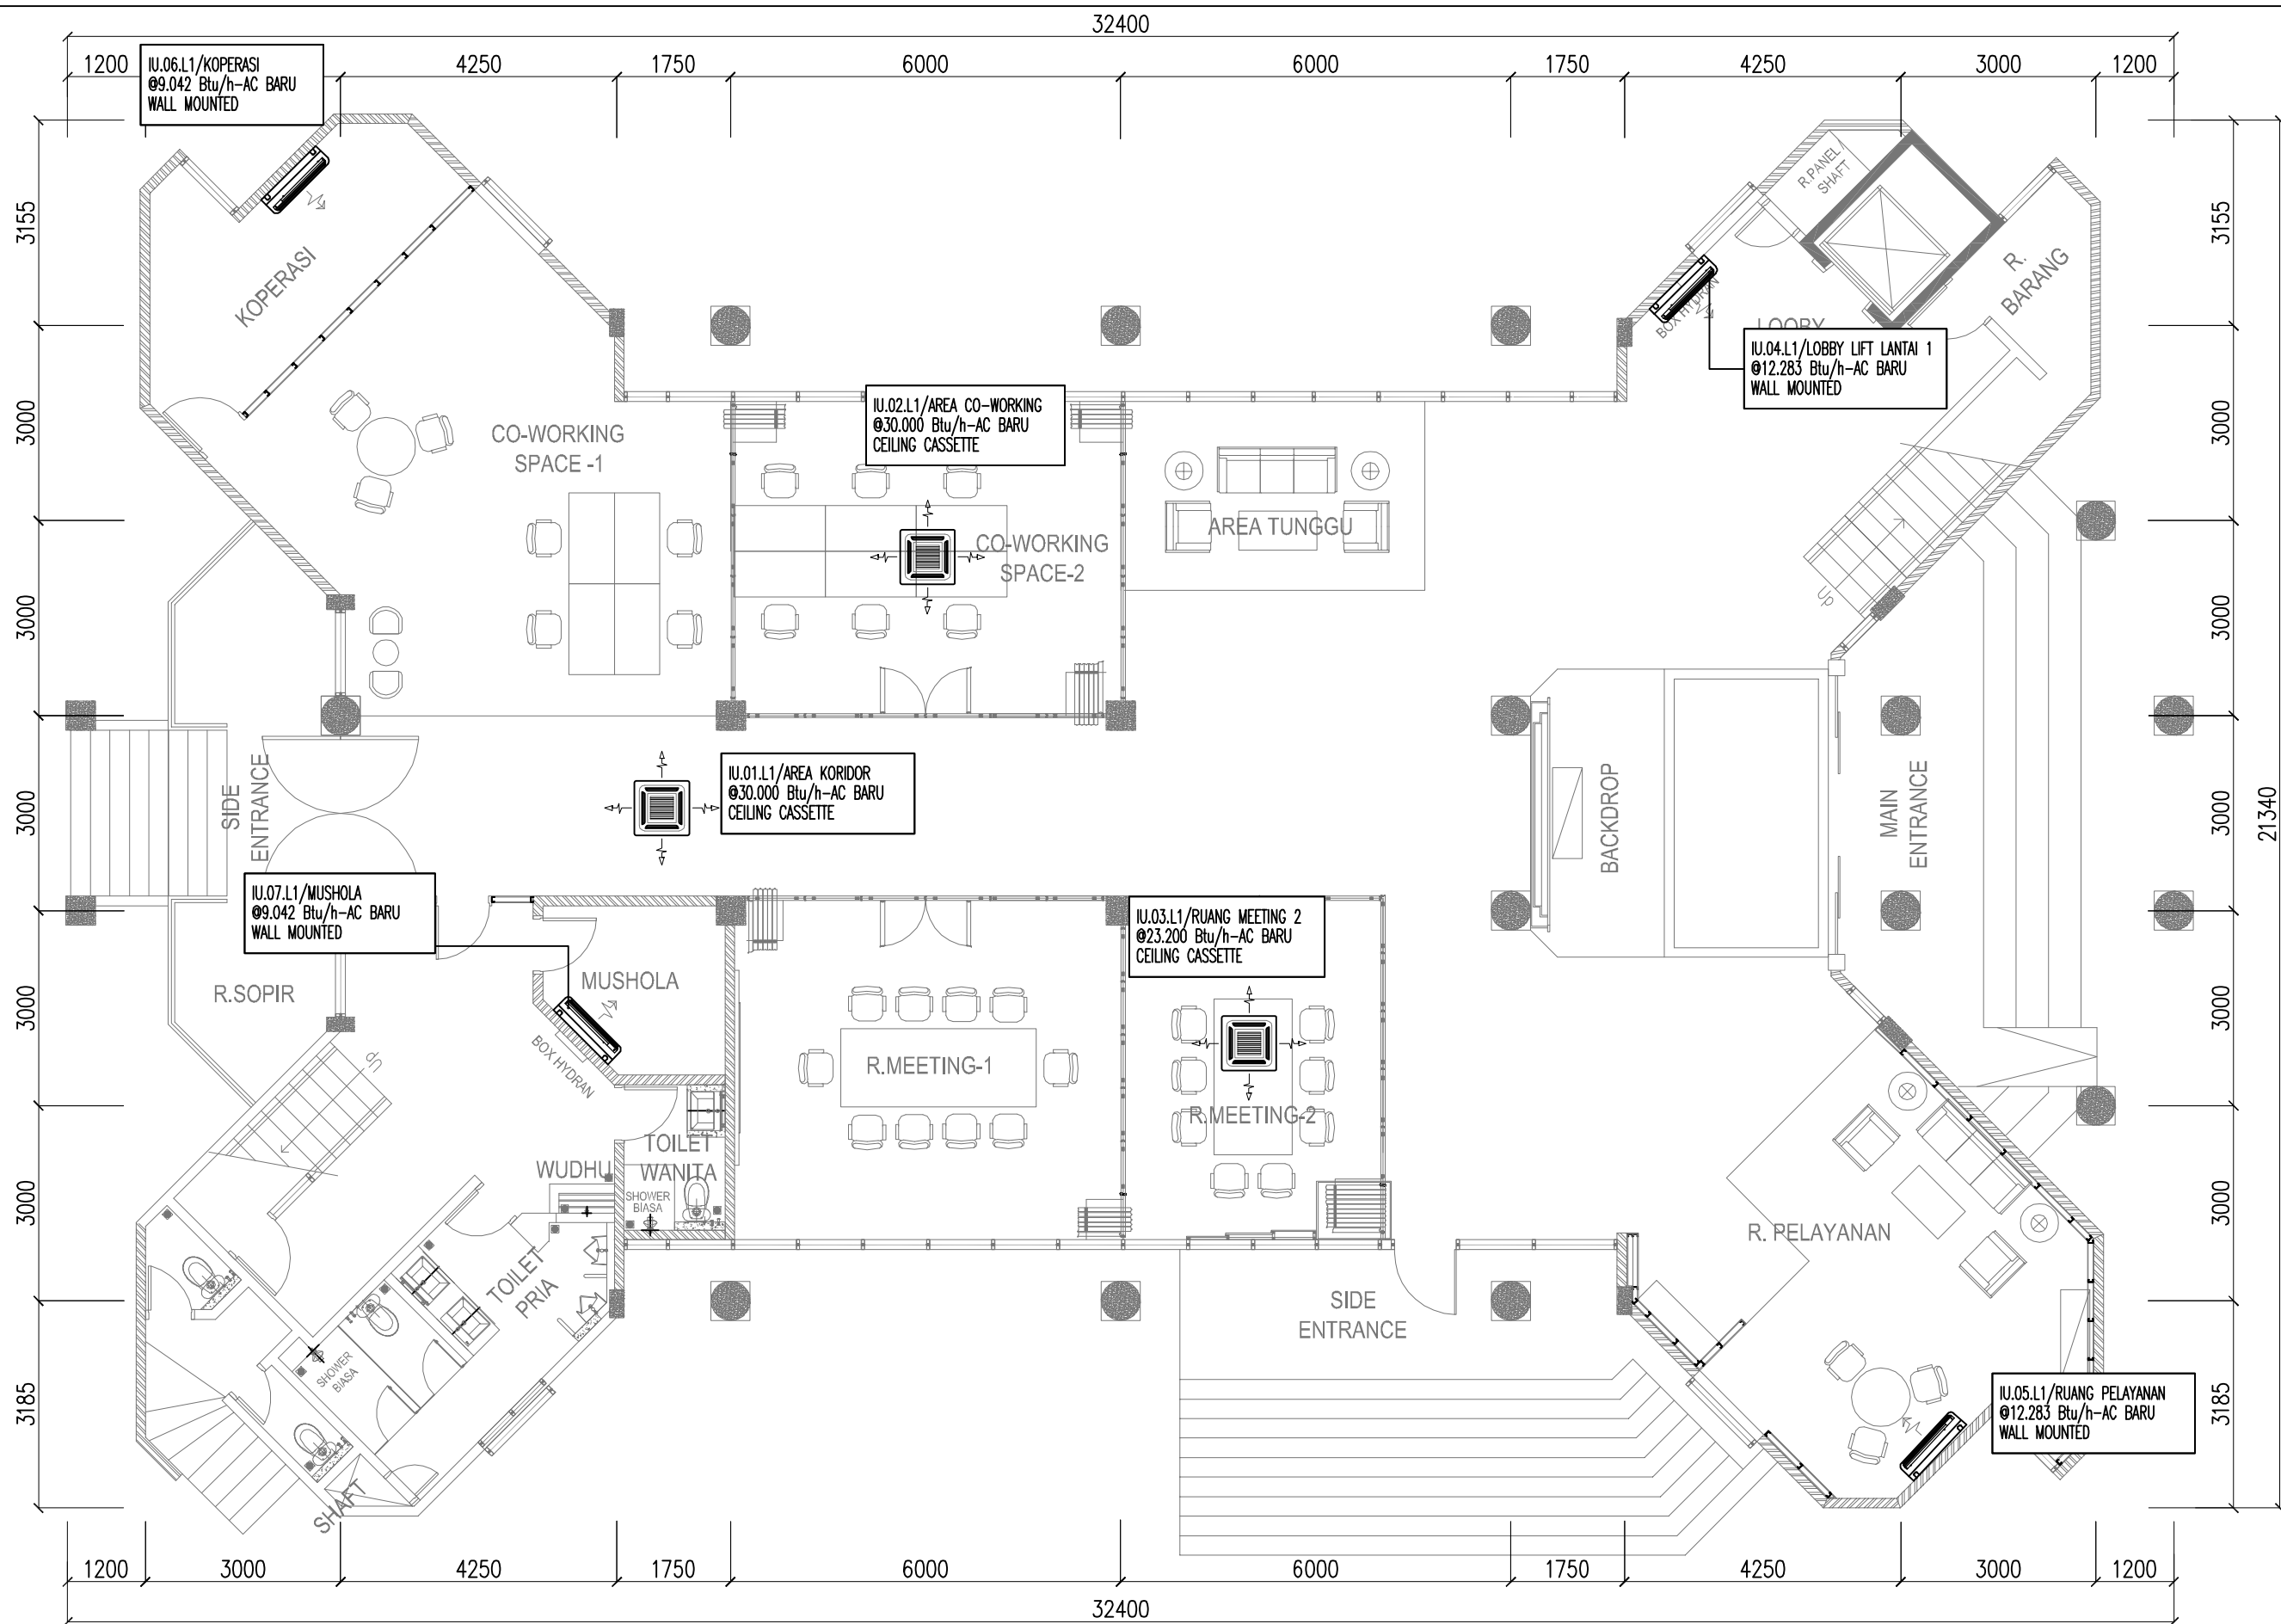 32400
1200
4250
1750
6000
6000
1750
4250
3000
1200
IU.06.L1/KOPERASI
@9.042 Btu/h-AC BARU
WALL MOUNTED
3155
3000
3000
3000
3000
3000
3185
3155
3000
3000
3000
3000
3000
3185
21340
KOPERASI
R.PANEL /
SHAFT
R.
BARANG
BOX HYDRAN
LOOBY
IU.04.L1/LOBBY LIFT LANTAI 1
@12.283 Btu/h-AC BARU
WALL MOUNTED
CO-WORKING
SPACE -1
IU.02.L1/AREA CO-WORKING
@30.000 Btu/h-AC BARU
CEILING CASSETTE
CO-WORKING
SPACE-2
AREA TUNGGU
Up
SIDE
ENTRANCE
IU.01.L1/AREA KORIDOR
@30.000 Btu/h-AC BARU
CEILING CASSETTE
BACKDROP
MAIN
ENTRANCE
IU.07.L1/MUSHOLA
@9.042 Btu/h-AC BARU
WALL MOUNTED
IU.03.L1/RUANG MEETING 2
@23.200 Btu/h-AC BARU
CEILING CASSETTE
R.SOPIR
MUSHOLA
BOX HYDRAN
Up
R.MEETING-1
R.MEETING-2
TOILET
WANITA
WUDHU
SHOWER
BIASA
TOILET
PRIA
SHOWER
BIASA
SHAFT
R. PELAYANAN
SIDE
ENTRANCE
IU.05.L1/RUANG PELAYANAN
@12.283 Btu/h-AC BARU
WALL MOUNTED
1200
3000
4250
1750
6000
6000
1750
4250
3000
1200
32400